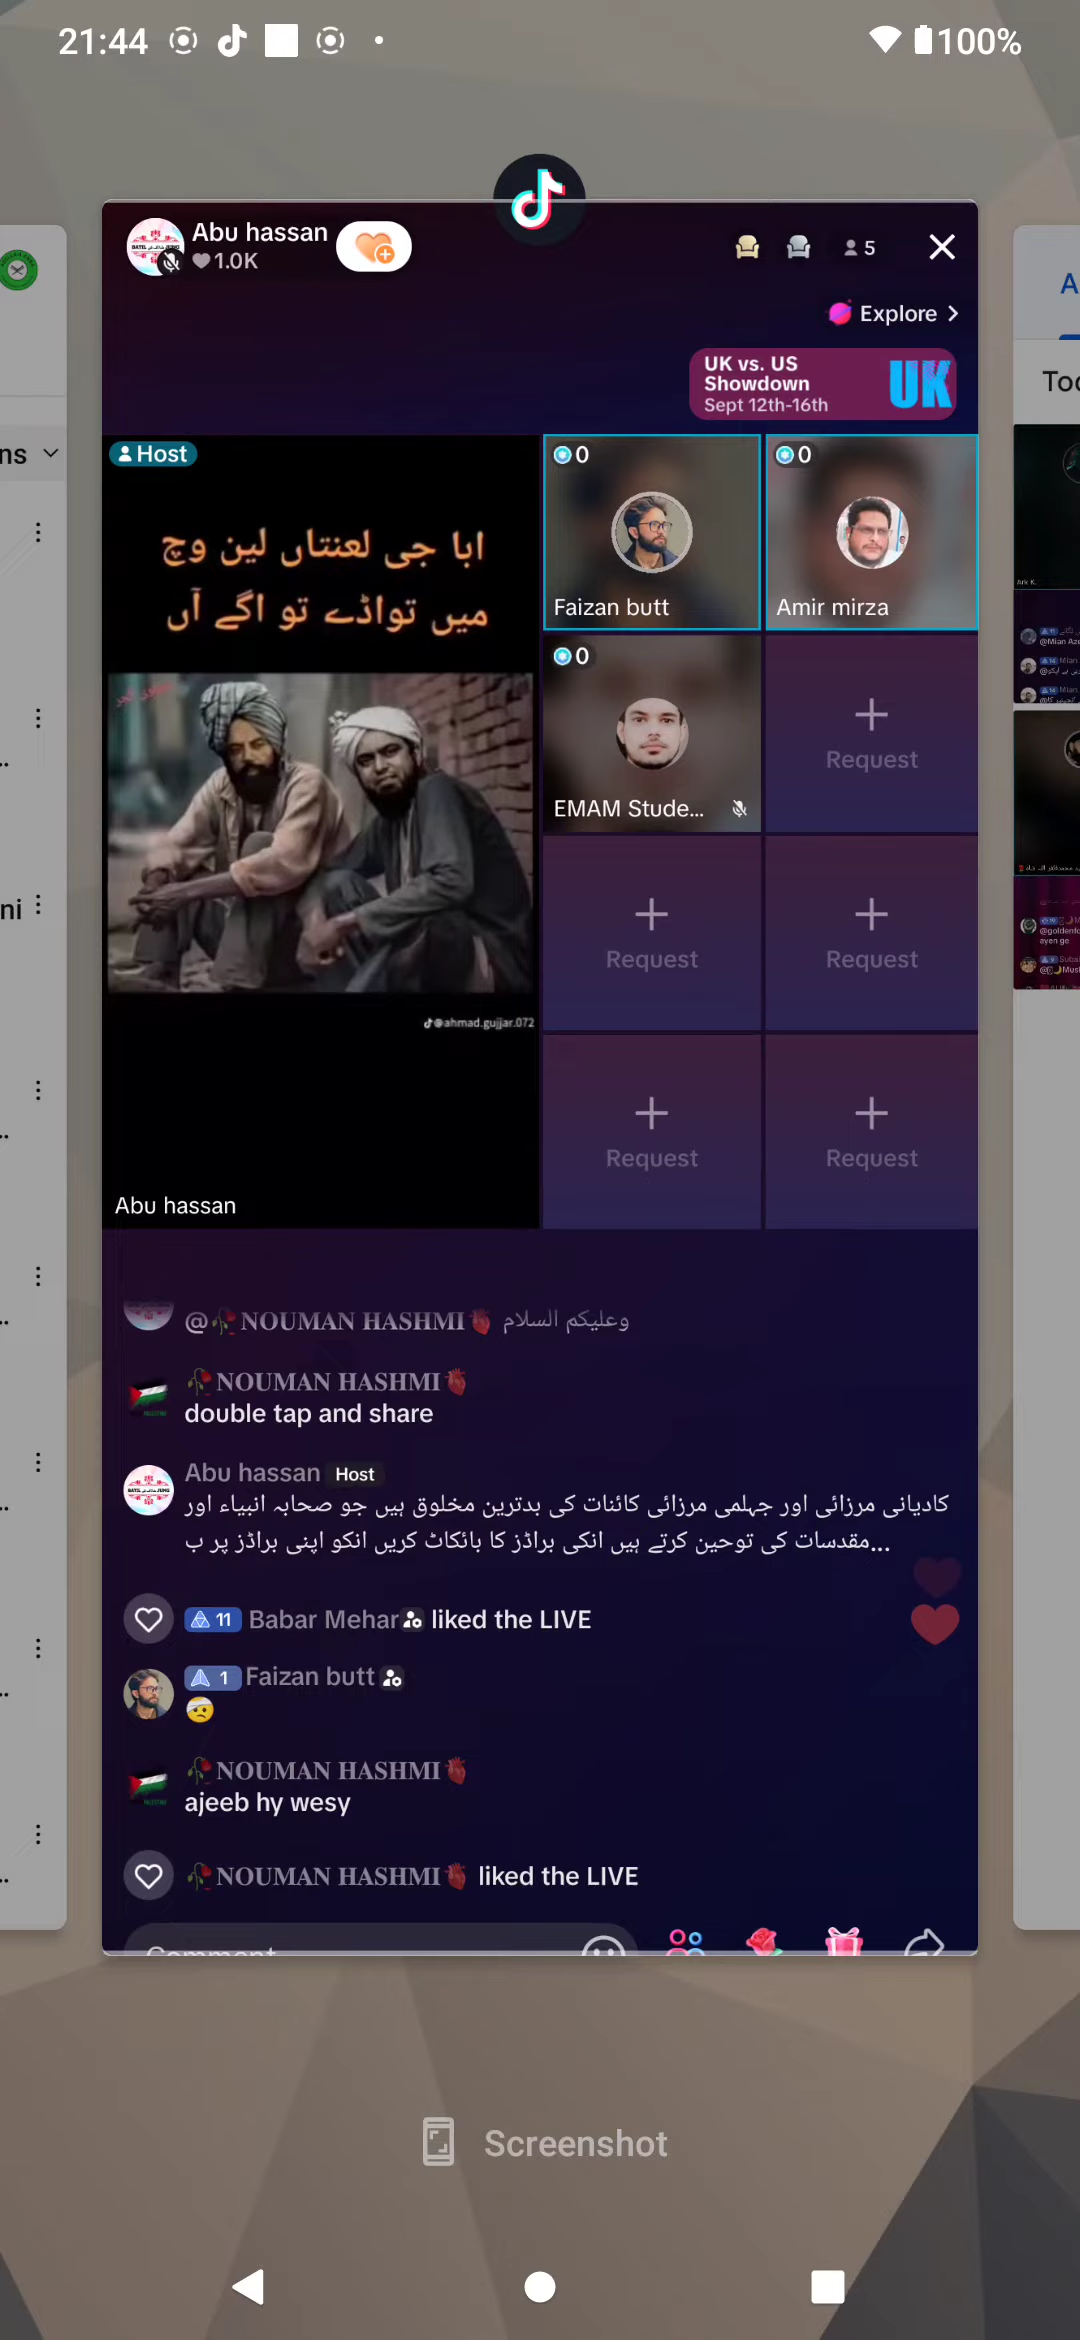 21:44
100%
Abu hassan
1.0K
5
Explore
UK vs. US
Showdown
Sept 12th-16th
UK
Host
ابا جی لعنتاں لین وچ
میں تواڈے تو اگے آں
@ahmad.gujjar.072
Abu hassan
0
Faizan butt
0
Amir mirza
0
EMAM Stude...
Request
Request
Request
Request
Request
@🥀NOUMAN HASHMI🫀 وعلیکم السلام
🥀NOUMAN HASHMI🫀
double tap and share
Abu hassan Host
کادیانی مرزائی اور جہلمی مرزائی کائنات کی بدترین مخلوق ہیں جو صحابہ انبیاء اور
مقدسات کی توحین کرتے ہیں انکی براڈز کا بائکاٹ کریں انکو اپنی براڈز پر ب...
11 Babar Mehar liked the LIVE
1 Faizan butt
🤕
🥀NOUMAN HASHMI🫀
ajeeb hy wesy
🥀NOUMAN HASHMI🫀 liked the LIVE
Comment
ns
ni
Screenshot